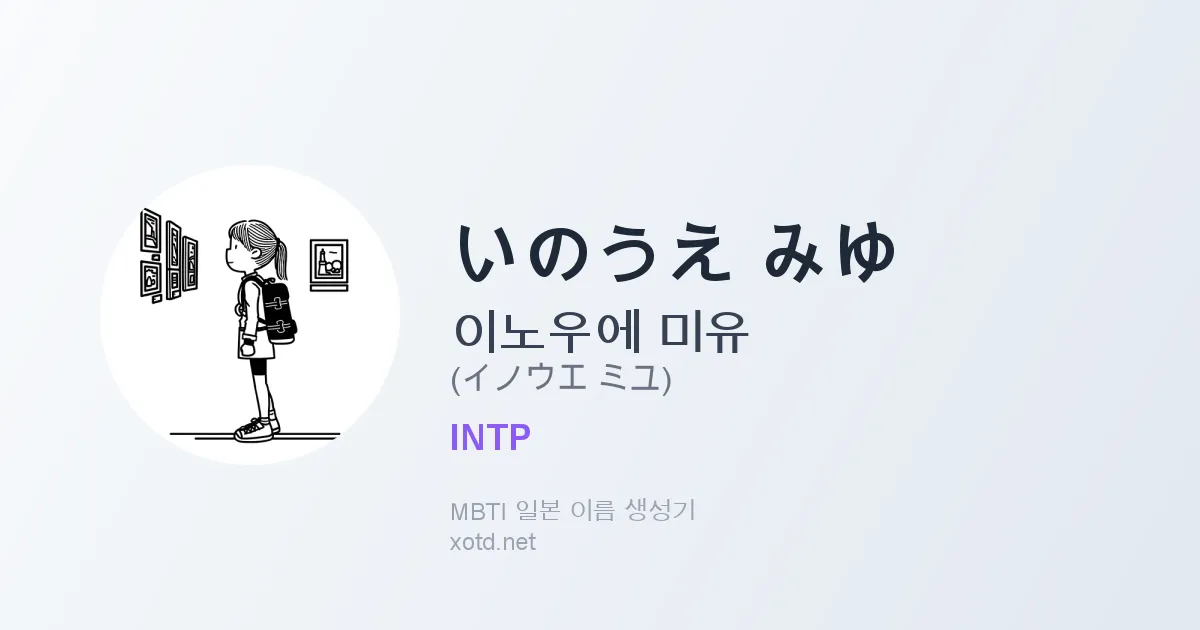 いのうえ みゆ
이노우에 미유
(イノウエ ミユ)
INTP
MBTI 일본 이름 생성기
xotd.net